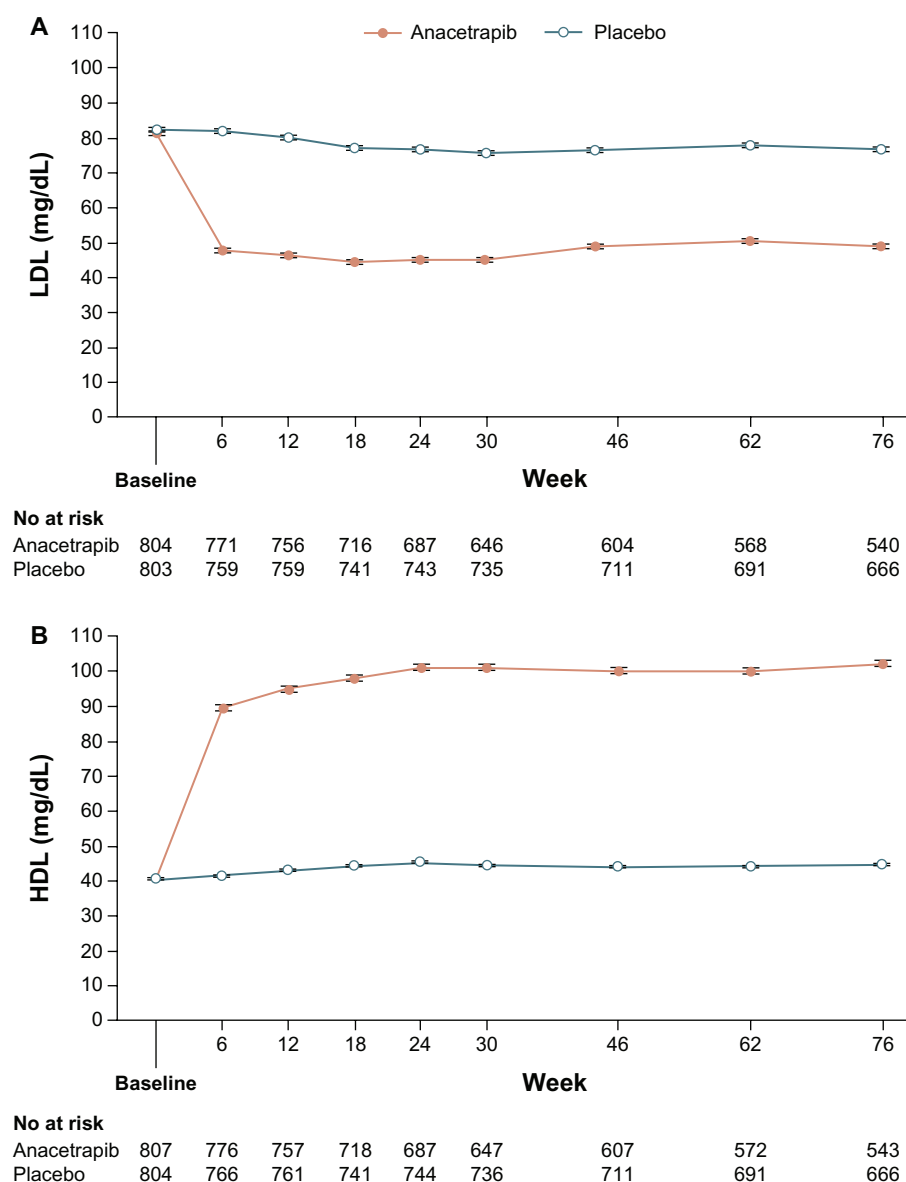 A
Anacetrapib Placebo
110
100
90
80
70
60
50
40
30
20
10
0
LDL (mg/dL)
6 12 18 24 30 46 62 76
Baseline
Week
No at risk
Anacetrapib 804 771 756 716 687 646 604 568 540
Placebo 803 759 759 741 743 735 711 691 666
B
110
100
90
80
70
60
50
40
30
20
10
0
HDL (mg/dL)
6 12 18 24 30 46 62 76
Baseline
Week
No at risk
Anacetrapib 807 776 757 718 687 647 607 572 543
Placebo 804 766 761 741 744 736 711 691 666